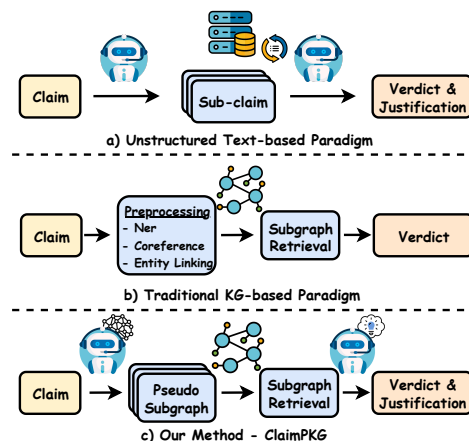 Claim
Sub-claim
Verdict &
Justification
a) Unstructured Text-based Paradigm
Claim
Preprocessing
- Ner
- Coreference
- Entity Linking
Subgraph
Retrieval
Verdict
b) Traditional KG-based Paradigm
Claim
Pseudo
Subgraph
Subgraph
Retrieval
Verdict &
Justification
c) Our Method - ClaimPKG